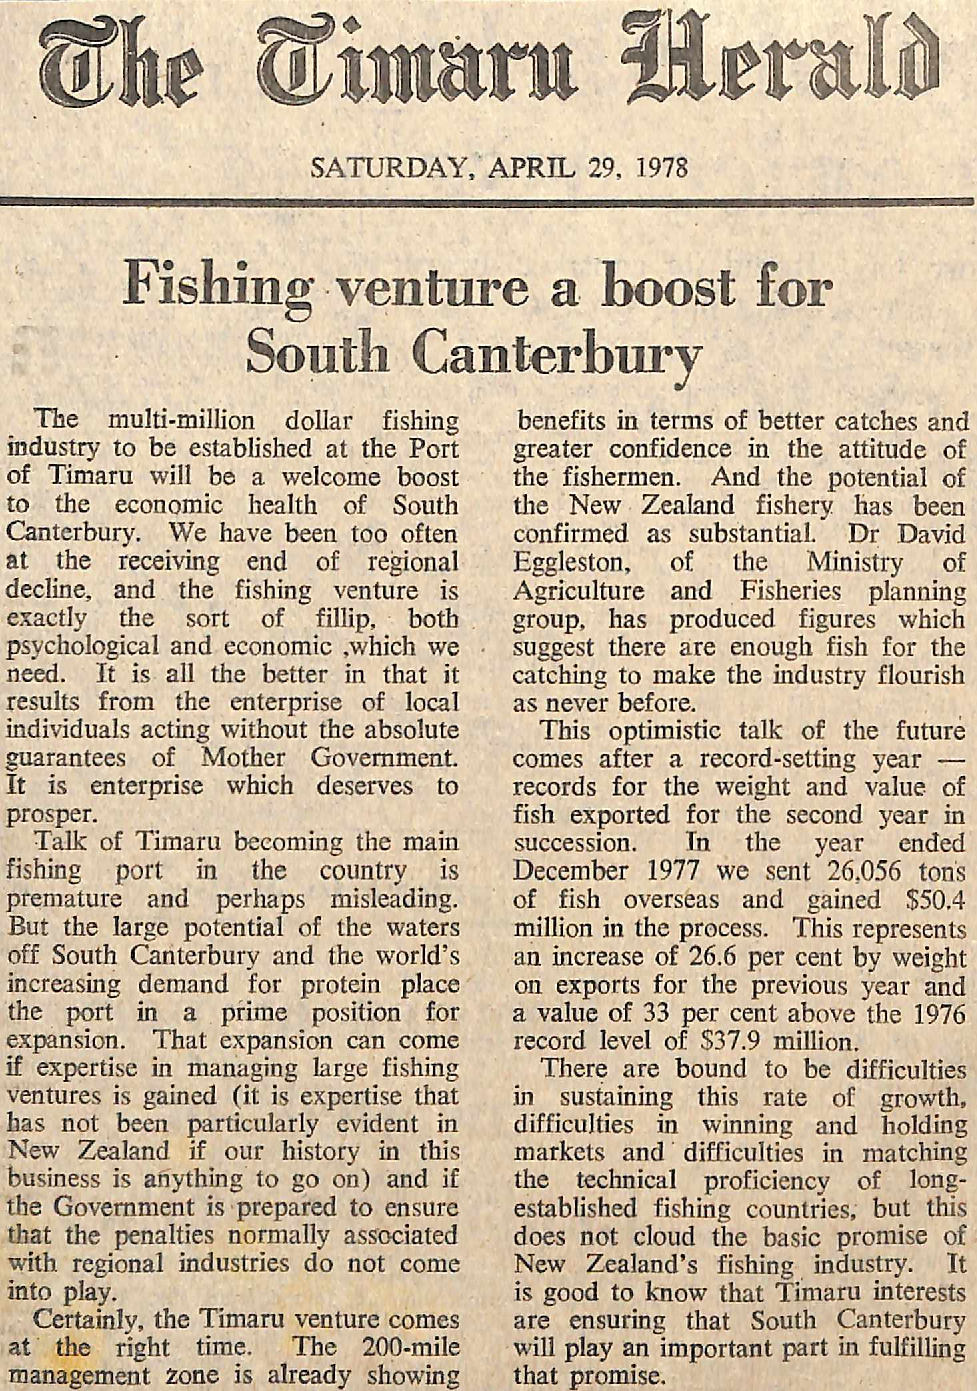 The Timaru Herald
SATURDAY, APRIL 29, 1978
Fishing venture a boost for
South Canterbury
The multi-million dollar fishing
industry to be established at the Port
of Timaru will be a welcome boost
to the economic health of South
Canterbury. We have been too often
at the receiving end of regional
decline, and the fishing venture is
exactly the sort of fillip, both
psychological and economic ,which we
need. It is all the better in that it
results from the enterprise of local
individuals acting without the absolute
guarantees of Mother Government.
It is enterprise which deserves to
prosper.
Talk of Timaru becoming the main
fishing port in the country is
premature and perhaps misleading.
But the large potential of the waters
off South Canterbury and the world's
increasing demand for protein place
the port in a prime position for
expansion. That expansion can come
if expertise in managing large fishing
ventures is gained (it is expertise that
has not been particularly evident in
New Zealand if our history in this
business is anything to go on) and if
the Government is prepared to ensure
that the penalties normally associated
with regional industries do not come
into play.
Certainly, the Timaru venture comes
at the right time. The 200-mile
management zone is already showing
benefits in terms of better catches and
greater confidence in the attitude of
the fishermen. And the potential of
the New Zealand fishery has been
confirmed as substantial. Dr David
Eggleston, of the Ministry of
Agriculture and Fisheries planning
group, has produced figures which
suggest there are enough fish for the
catching to make the industry flourish
as never before.
This optimistic talk of the future
comes after a record-setting year —
records for the weight and value of
fish exported for the second year in
succession. In the year ended
December 1977 we sent 26,056 tons
of fish overseas and gained $50.4
million in the process. This represents
an increase of 26.6 per cent by weight
on exports for the previous year and
a value of 33 per cent above the 1976
record level of $37.9 million.
There are bound to be difficulties
in sustaining this rate of growth,
difficulties in winning and holding
markets and difficulties in matching
the technical proficiency of long-
established fishing countries, but this
does not cloud the basic promise of
New Zealand's fishing industry. It
is good to know that Timaru interests
are ensuring that South Canterbury
will play an important part in fulfilling
that promise.